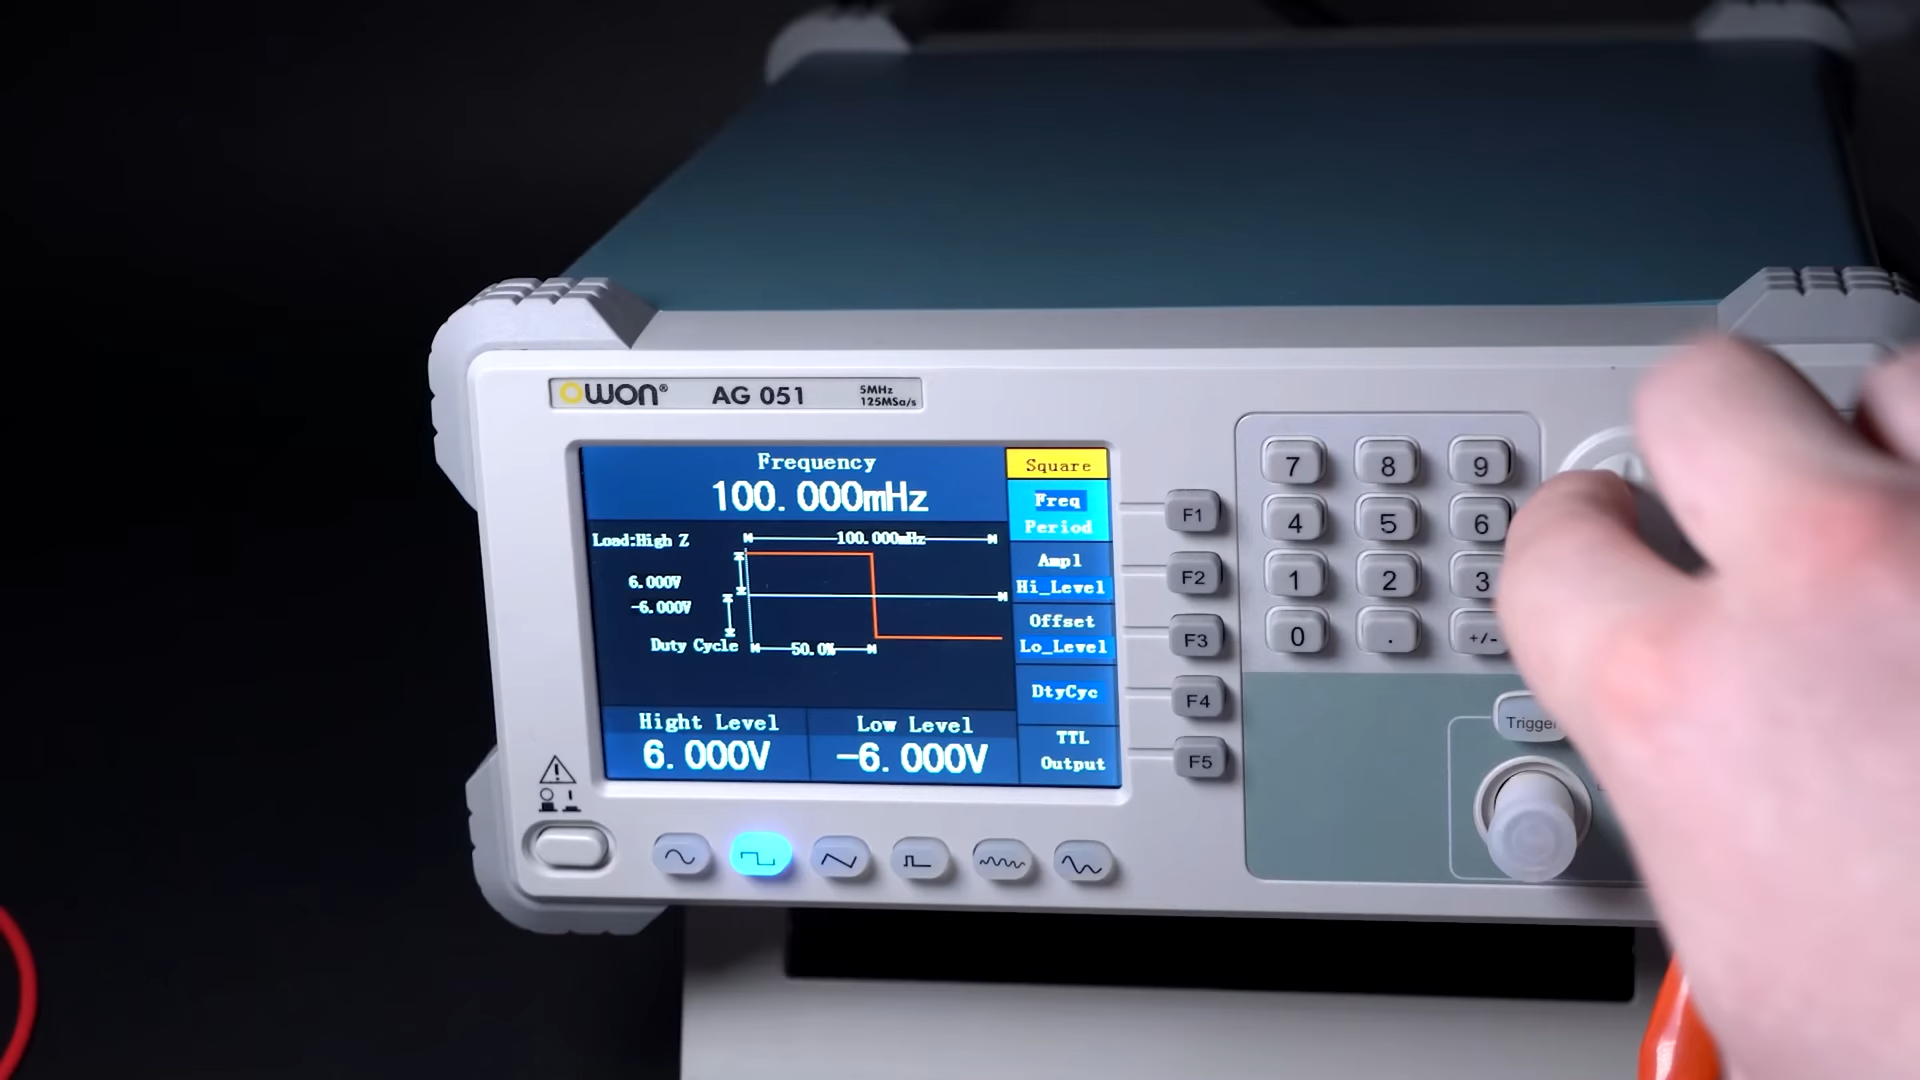 OWON® AG 051 5MHz
125MSa/s
Frequency
100.000mHz
Load:High Z
100.000mHz
6.000V
-6.000V
Duty Cycle
50.0%
Hight Level
6.000V
Low Level
-6.000V
Square
Freq
Period
Ampl
Hi_Level
Offset
Lo_Level
DtyCyc
TTL
Output
F1
F2
F3
F4
F5
7 8 9
4 5 6
1 2 3
0 . +/-
Trigger